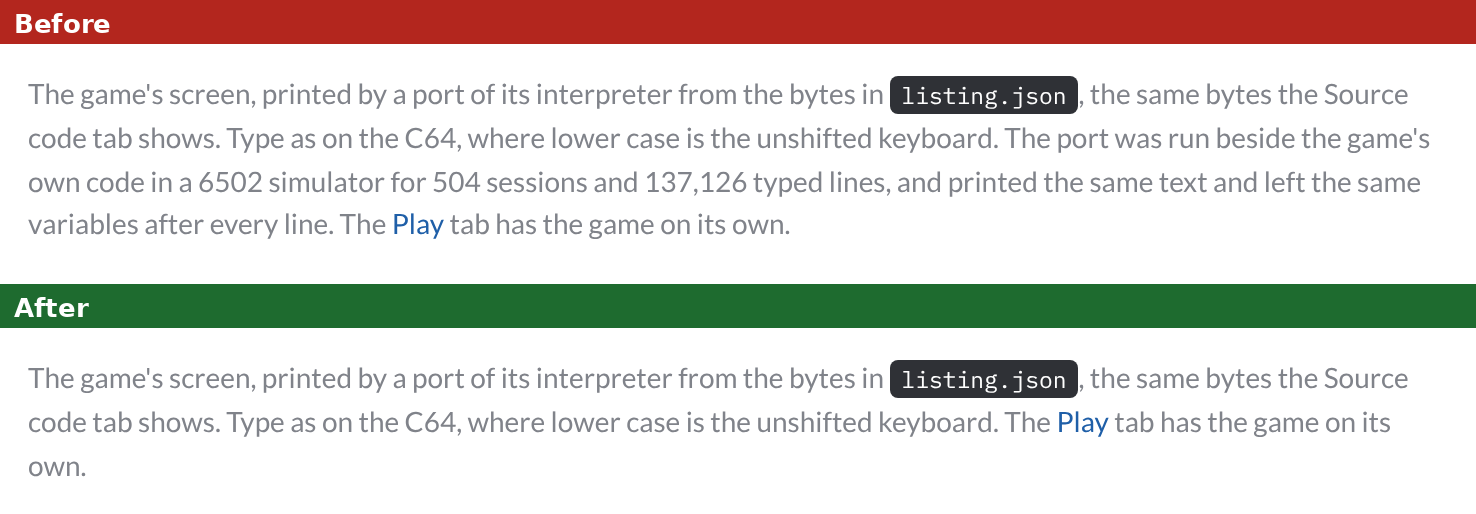 Before
The game's screen, printed by a port of its interpreter from the bytes in listing.json, the same bytes the Source
code tab shows. Type as on the C64, where lower case is the unshifted keyboard. The port was run beside the game's
own code in a 6502 simulator for 504 sessions and 137,126 typed lines, and printed the same text and left the same
variables after every line. The Play tab has the game on its own.
After
The game's screen, printed by a port of its interpreter from the bytes in listing.json, the same bytes the Source
code tab shows. Type as on the C64, where lower case is the unshifted keyboard. The Play tab has the game on its
own.